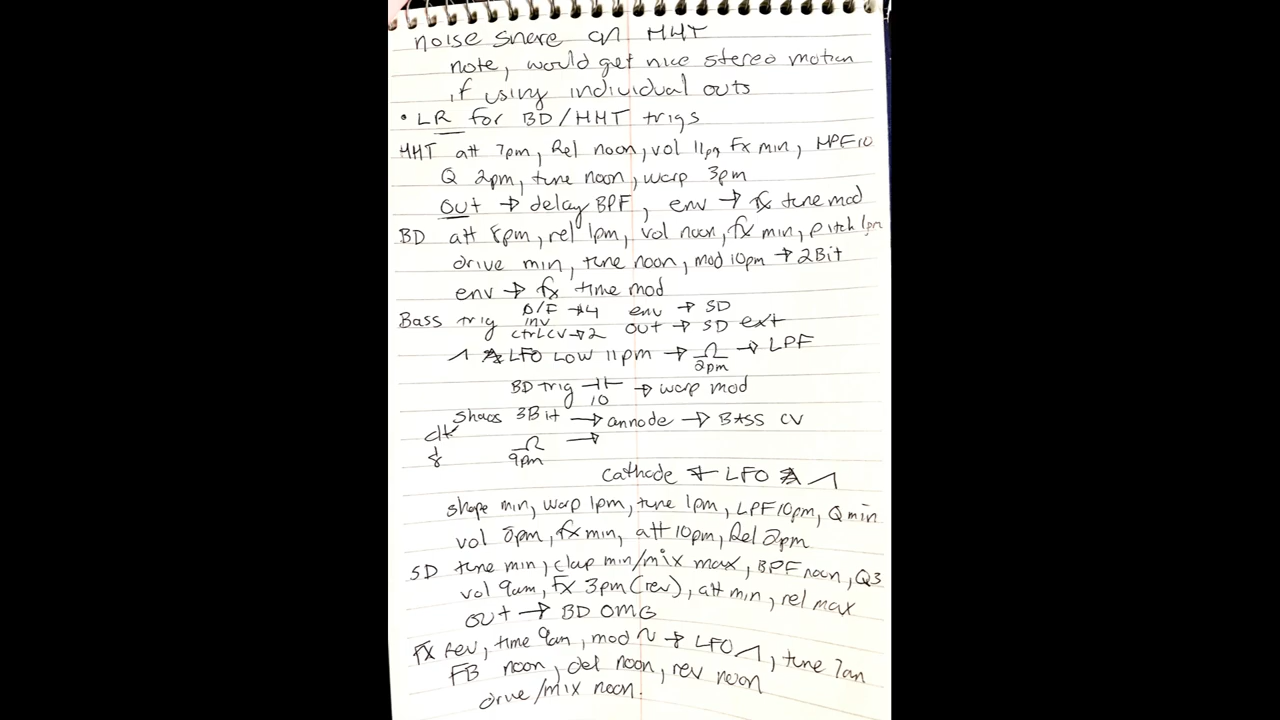 noise snare on HHT
note, would get nice stereo motion
if using individual outs
• LR for BD/HHT trigs
HHT att 7pm, Rel noon, vol 11pm, fx min, HPF 10
Q 2pm, tune noon, warp 3pm
out → delay BPF, env → fx tune mod
BD att 8pm, rel 1pm, vol noon, fx min, pitch 1pm
drive min, tune noon, mod 10pm → 2Bit
env → fx time mod
Bass trig D/F → 4 env → SD
inv
ctrl CV → 2 out → SD ext
LFO LOW 11pm → Ω → LPF
2pm
BD trig ⊣⊢ → warp mod
10
Shaos 3Bit → annode → BASS CV
clk
Ω →
9pm
cathode LFO
shape min, warp 1pm, tune 1pm, LPF 10pm, Q min
vol 5pm, fx min, att 10pm, Rel 2pm
SD tune min, clap min/mix max, BPF noon, Q3
vol 9am, FX 3pm (rev), att min, rel max
out → BD OMG
FX Rev, time 9am, mod ~ → LFO, tune 7am
FB noon, del noon, rev noon
drive/mix noon.